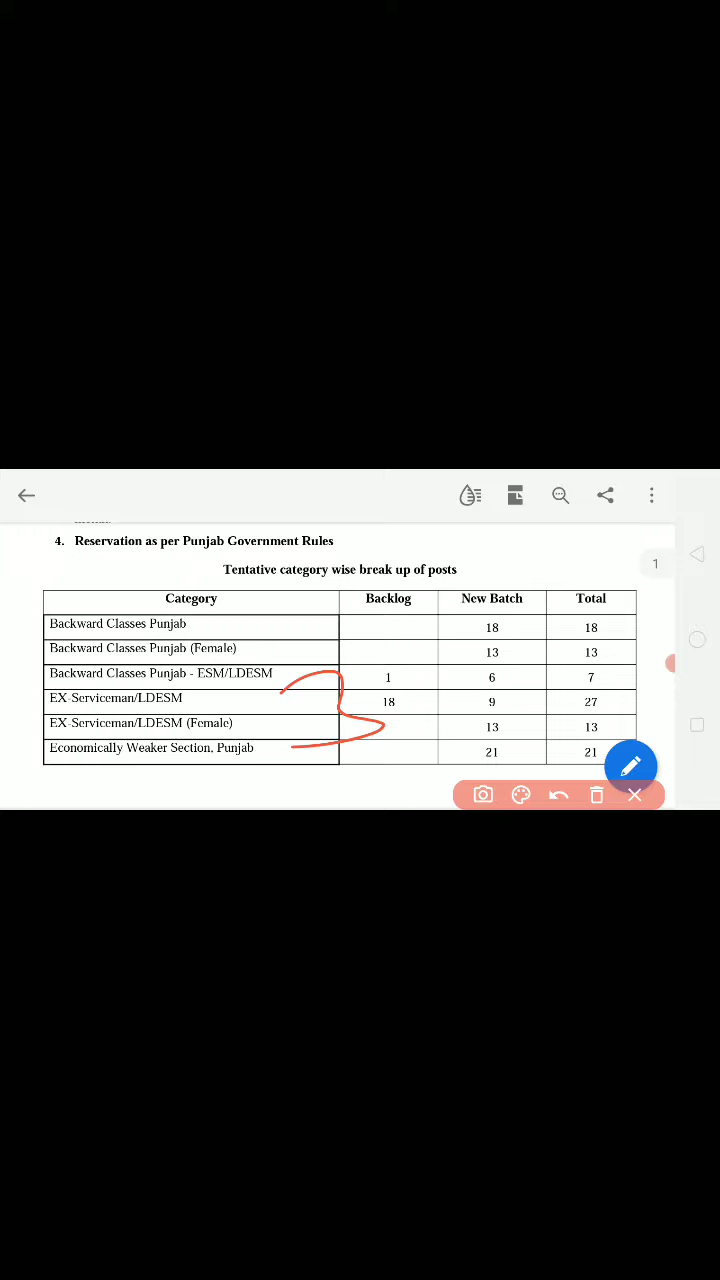 4. Reservation as per Punjab Government Rules
Tentative category wise break up of posts
Category Backlog New Batch Total
Backward Classes Punjab 18 18
Backward Classes Punjab (Female) 13 13
Backward Classes Punjab - ESM/LDESM 1 6 7
EX-Serviceman/LDESM 18 9 27
EX-Serviceman/LDESM (Female) 13 13
Economically Weaker Section, Punjab 21 21
1